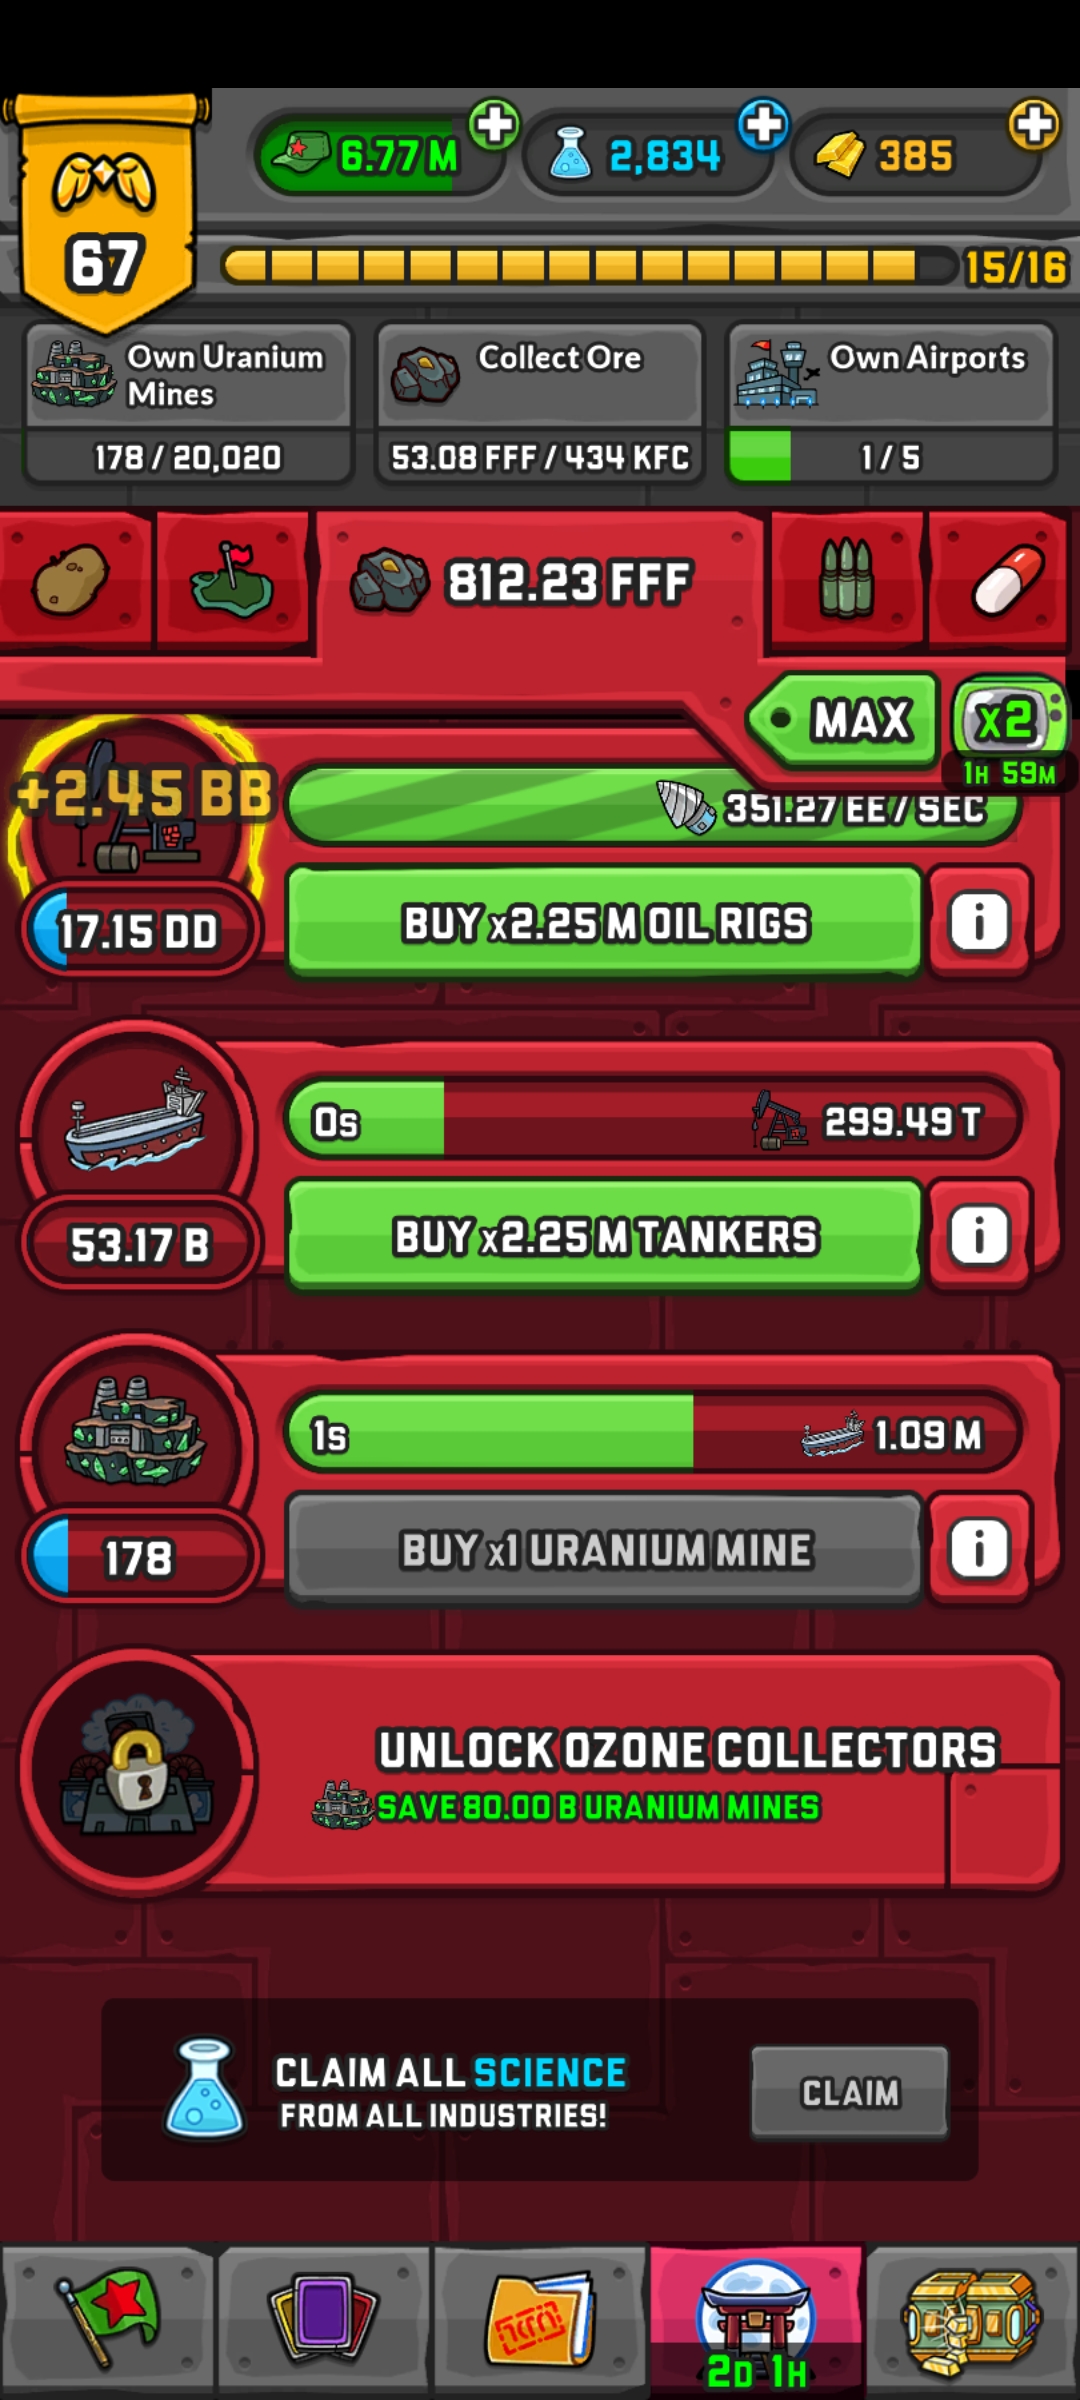 67
6.77 M
2,834
385
15/16
Own Uranium
Mines
178 / 20,020
Collect Ore
53.08 FFF / 434 KFC
Own Airports
1 / 5
812.23 FFF
MAX
x2
1H 59M
+2.45 BB
351.27 EE / SEC
17.15 DD
BUY x2.25 M OIL RIGS
i
0s
299.49 T
53.17 B
BUY x2.25 M TANKERS
i
1s
1.09 M
178
BUY x1 URANIUM MINE
i
UNLOCK OZONE COLLECTORS
SAVE 80.00 B URANIUM MINES
CLAIM ALL SCIENCE
FROM ALL INDUSTRIES!
CLAIM
2D 1H